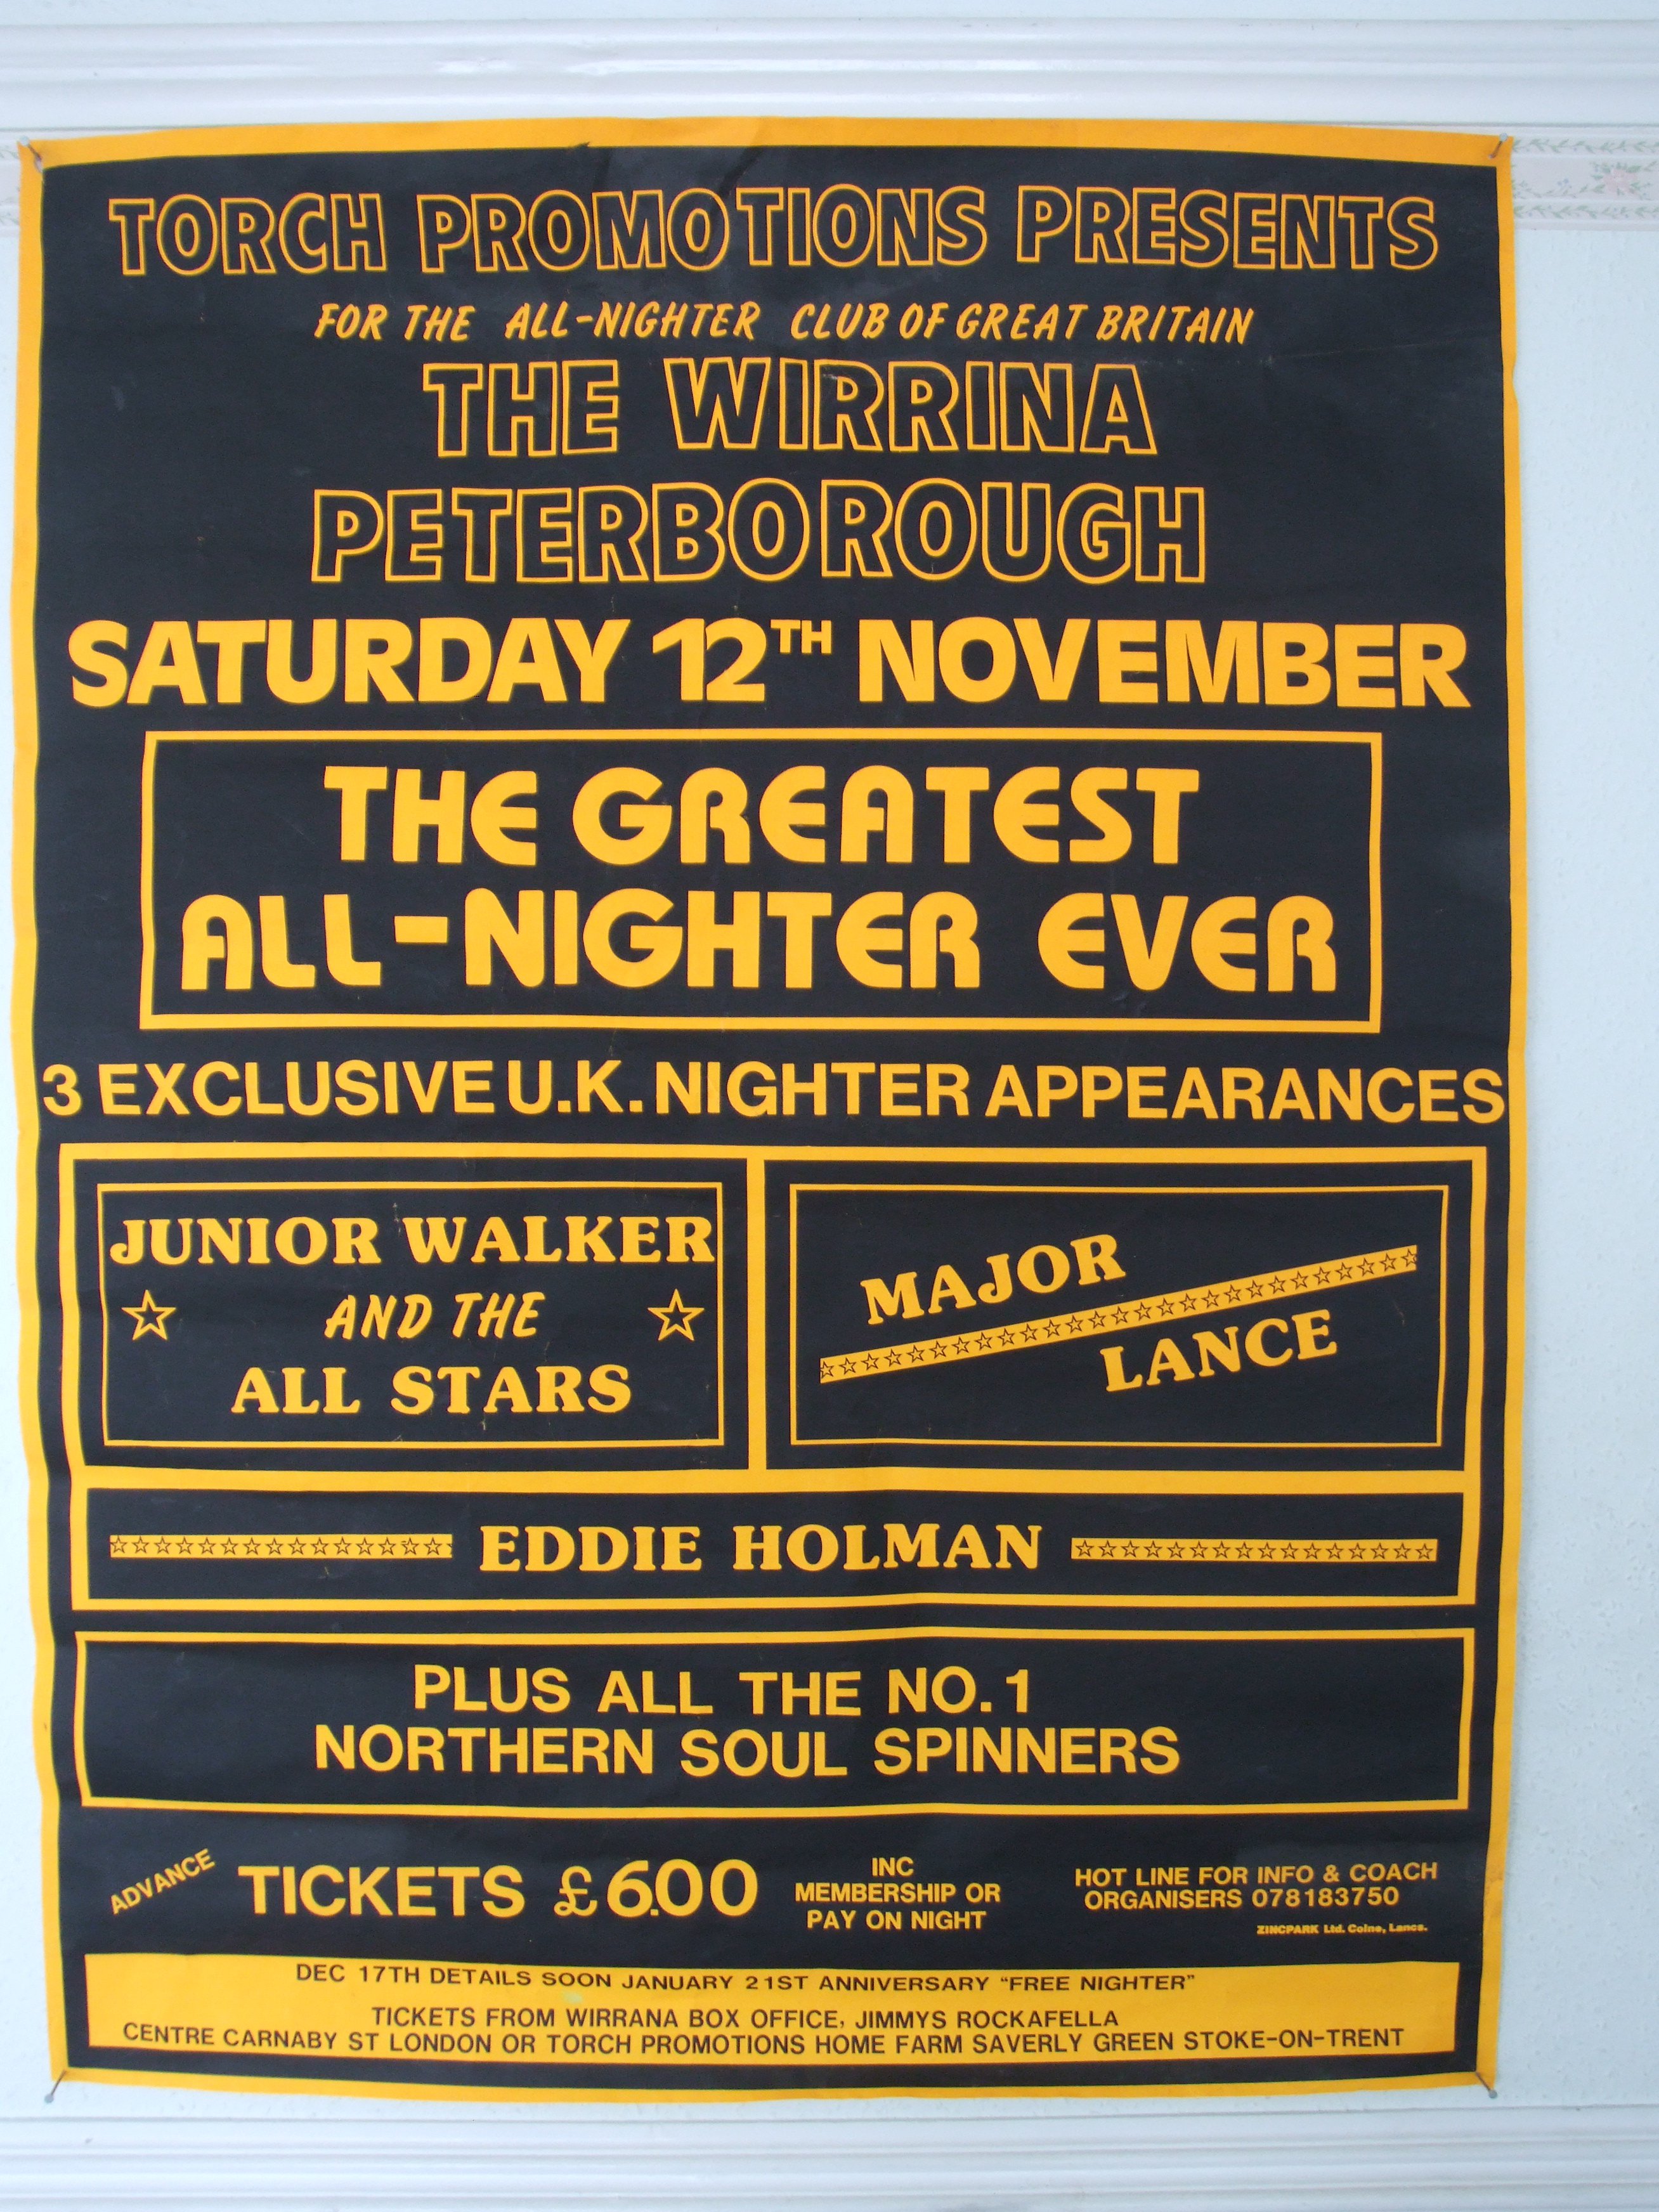 TORCH PROMOTIONS PRESENTS
FOR THE ALL-NIGHTER CLUB OF GREAT BRITAIN
THE WIRRINA
PETERBOROUGH
SATURDAY 12TH NOVEMBER
THE GREATEST
ALL-NIGHTER EVER
3 EXCLUSIVE U.K. NIGHTER APPEARANCES
JUNIOR WALKER
AND THE
ALL STARS
MAJOR
LANCE
EDDIE HOLMAN
PLUS ALL THE NO.1
NORTHERN SOUL SPINNERS
ADVANCE
TICKETS £6.00
INC
MEMBERSHIP OR
PAY ON NIGHT
HOT LINE FOR INFO & COACH
ORGANISERS 078183750
ZINCPARK Ltd. Colne, Lancs.
DEC 17TH DETAILS SOON JANUARY 21ST ANNIVERSARY "FREE NIGHTER"
TICKETS FROM WIRRANA BOX OFFICE, JIMMYS ROCKAFELLA
CENTRE CARNABY ST LONDON OR TORCH PROMOTIONS HOME FARM SAVERLY GREEN STOKE-ON-TRENT